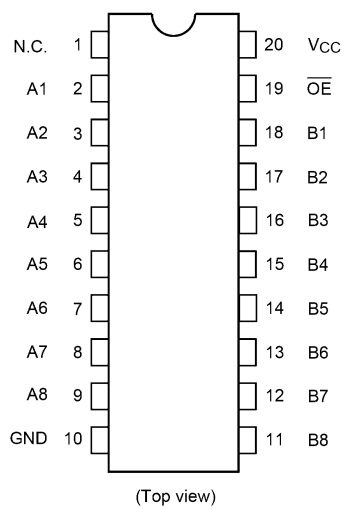 N.C. 1 20 VCC
A1 2 19 O̅E̅
A2 3 18 B1
A3 4 17 B2
A4 5 16 B3
A5 6 15 B4
A6 7 14 B5
A7 8 13 B6
A8 9 12 B7
GND 10 11 B8
(Top view)